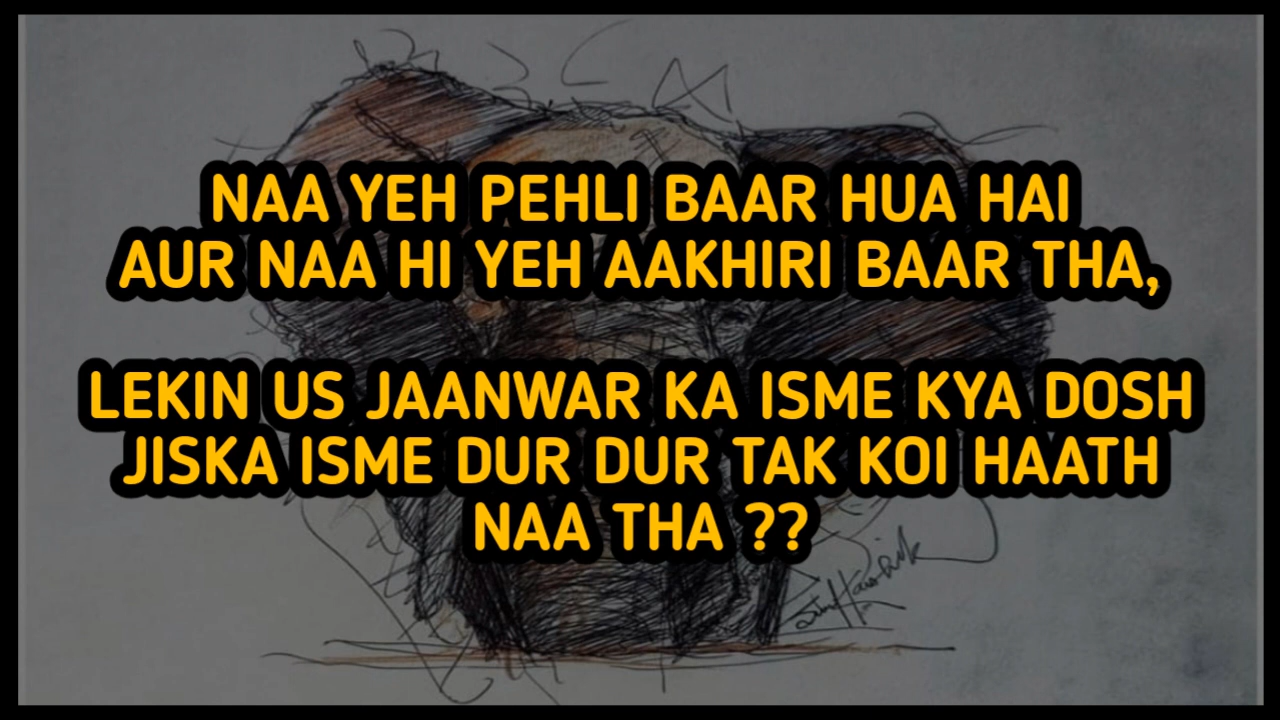 NAA YEH PEHLI BAAR HUA HAI
AUR NAA HI YEH AAKHIRI BAAR THA,
LEKIN US JAANWAR KA ISME KYA DOSH
JISKA ISME DUR DUR TAK KOI HAATH
NAA THA ??